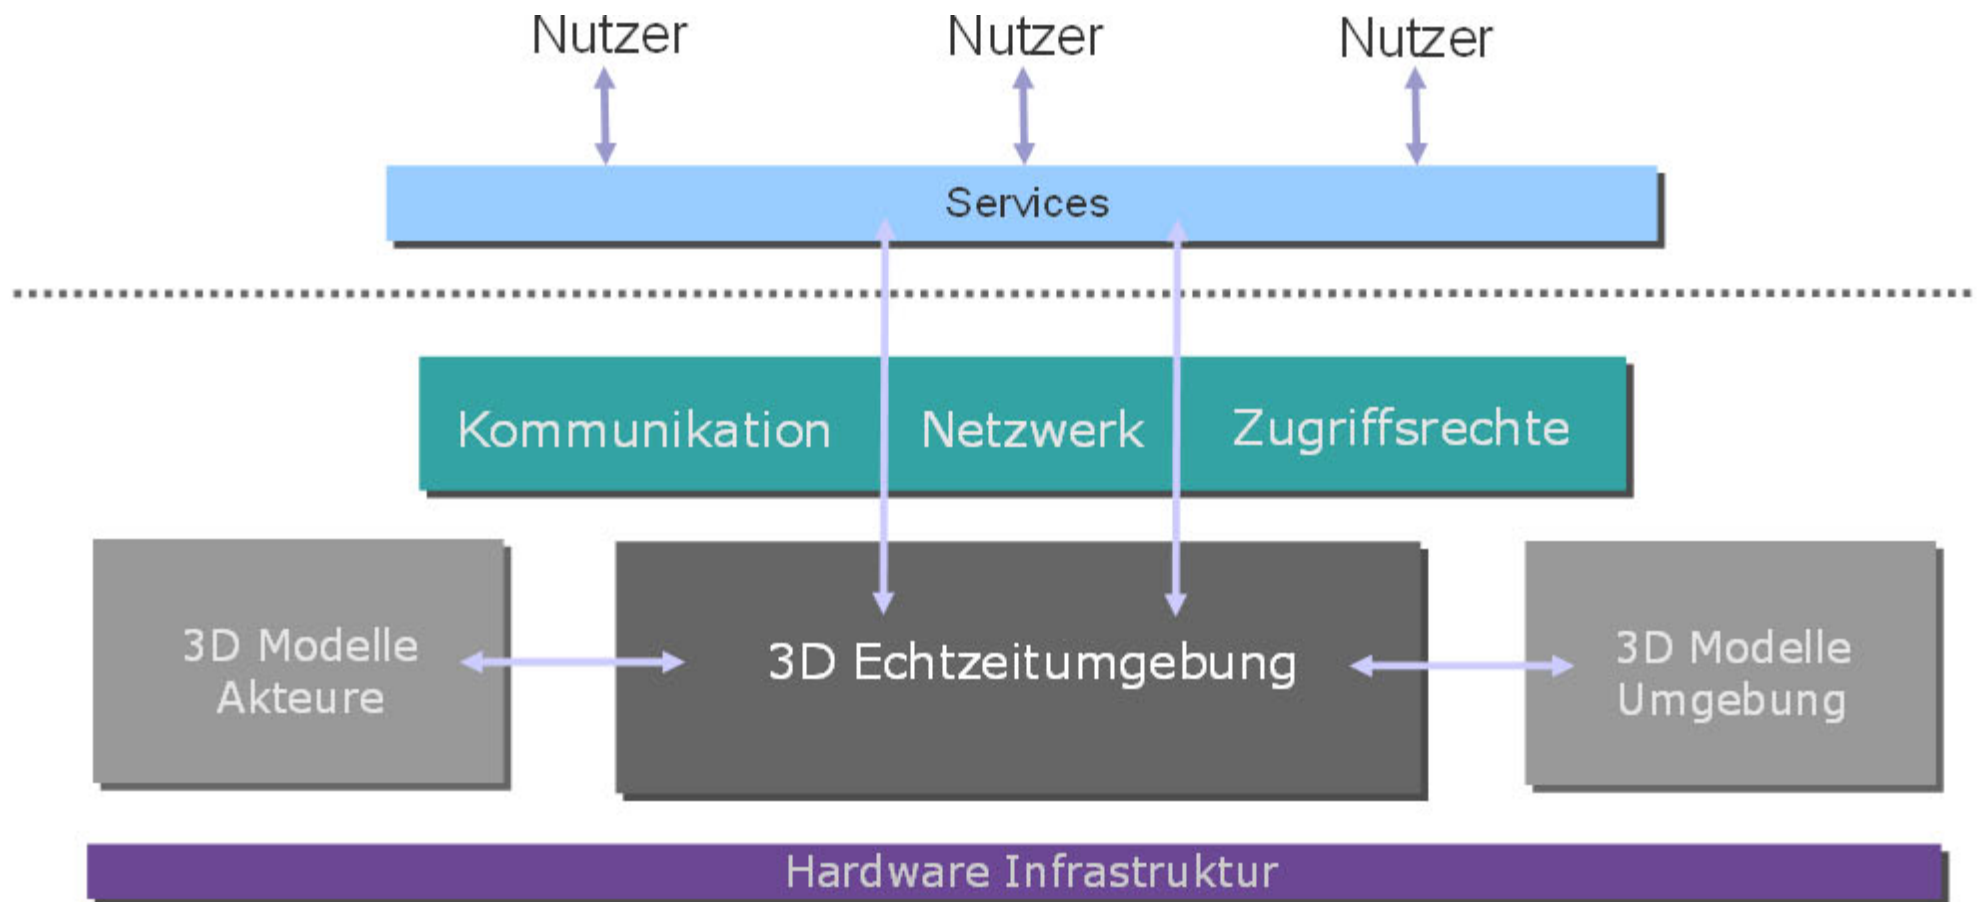 Nutzer Nutzer Nutzer
Services
Kommunikation Netzwerk Zugriffsrechte
3D Modelle
Akteure
3D Echtzeitumgebung
3D Modelle
Umgebung
Hardware Infrastruktur